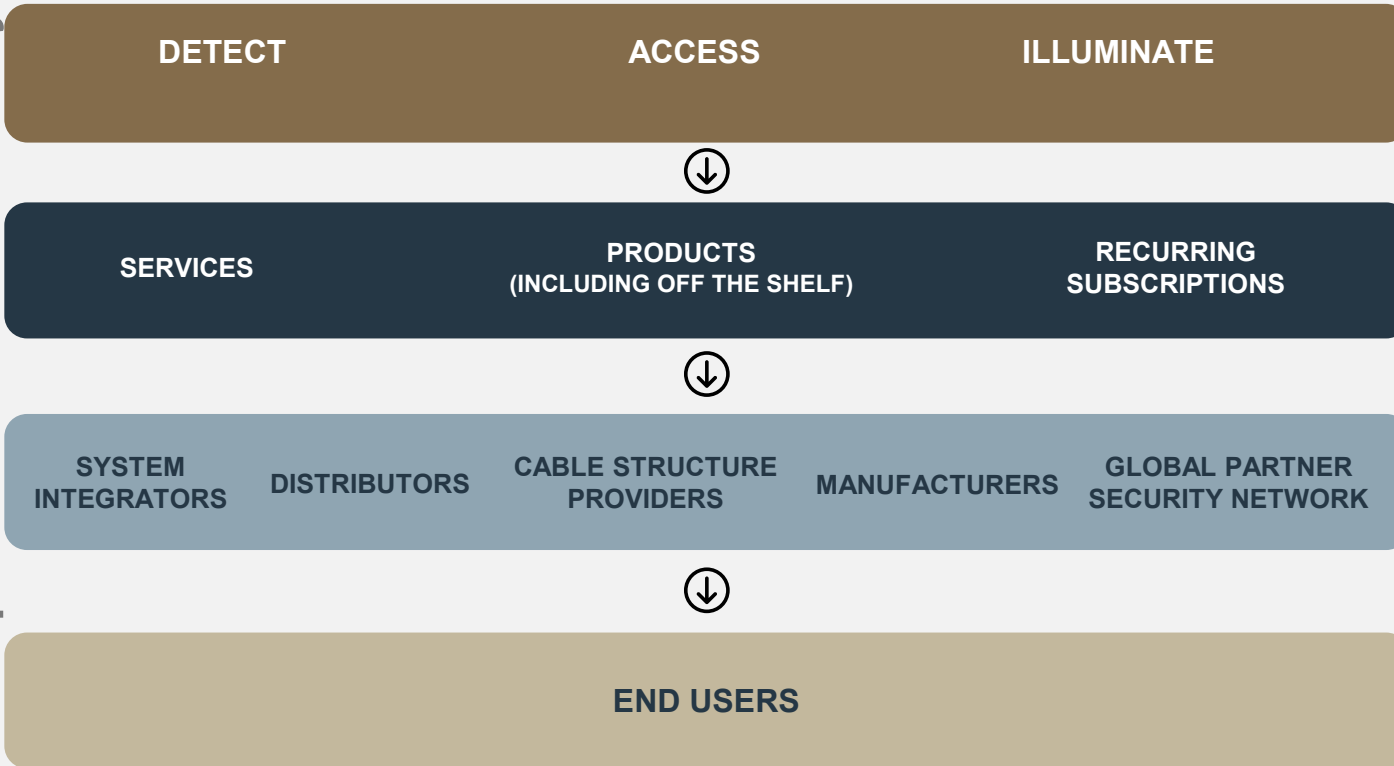 DETECT ACCESS ILLUMINATE
SERVICES
PRODUCTS
(INCLUDING OFF THE SHELF)
RECURRING
SUBSCRIPTIONS
SYSTEM
INTEGRATORS
DISTRIBUTORS
CABLE STRUCTURE
PROVIDERS
MANUFACTURERS
GLOBAL PARTNER
SECURITY NETWORK
END USERS